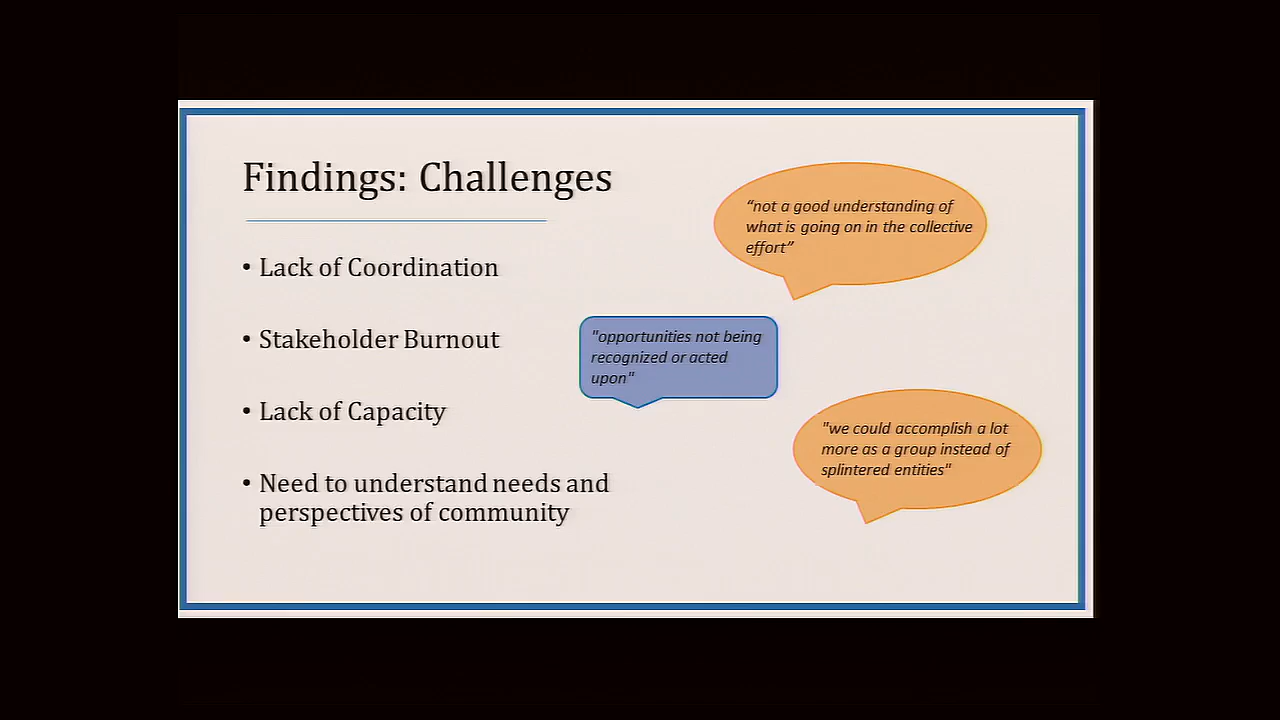 Findings: Challenges
• Lack of Coordination
• Stakeholder Burnout
• Lack of Capacity
• Need to understand needs and
perspectives of community
“not a good understanding of
what is going on in the collective
effort”
"opportunities not being
recognized or acted
upon"
"we could accomplish a lot
more as a group instead of
splintered entities"